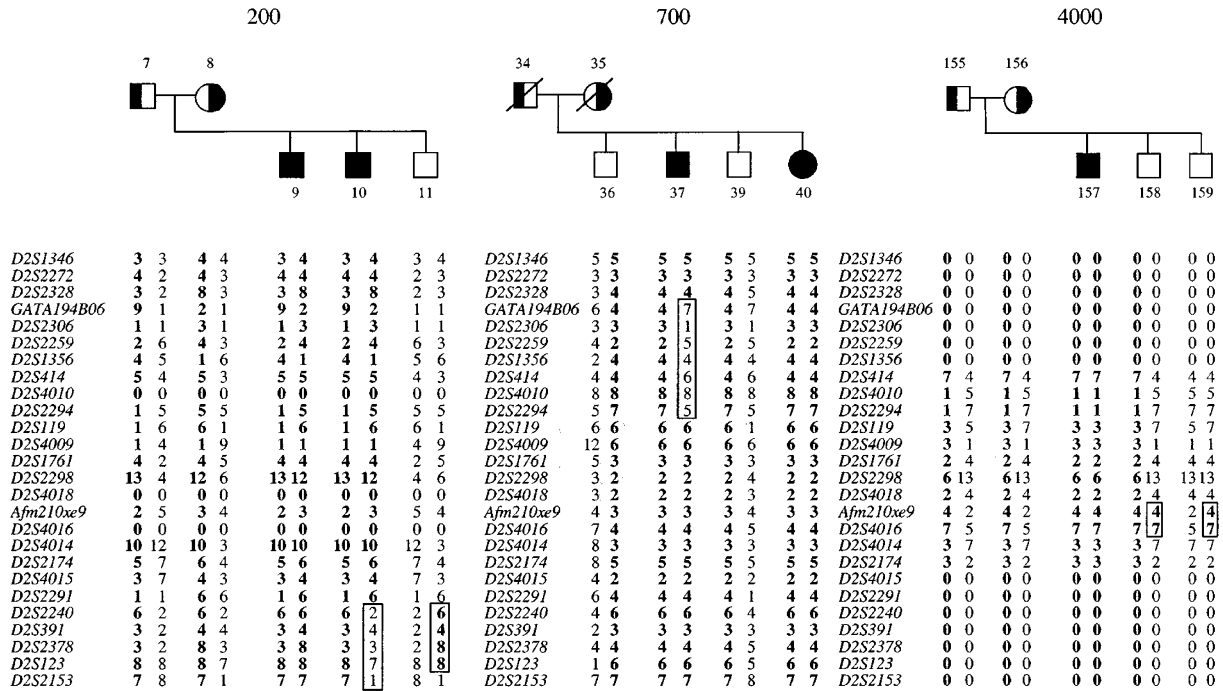 200 700 4000
7 8 34 35 155 156
9 10 11 36 37 39 40 157 158 159
D2S1346 3 3 4 4 3 4 3 4 3 4 D2S1346 5 5 5 5 5 5 5 5 D2S1346 0 0 0 0 0 0 0 0 0 0
D2S2272 4 2 4 3 4 4 4 4 2 3 D2S2272 3 3 3 3 3 3 3 3 D2S2272 0 0 0 0 0 0 0 0 0 0
D2S2328 3 2 8 3 3 8 3 8 2 3 D2S2328 3 4 4 4 4 5 4 4 D2S2328 0 0 0 0 0 0 0 0 0 0
GATA194B06 9 1 2 1 9 2 9 2 1 1 GATA194B06 6 4 4 7 4 7 4 4 GATA194B06 0 0 0 0 0 0 0 0 0 0
D2S2306 1 1 3 1 1 3 1 3 1 1 D2S2306 3 3 3 1 3 1 3 3 D2S2306 0 0 0 0 0 0 0 0 0 0
D2S2259 2 6 4 3 2 4 2 4 6 3 D2S2259 4 2 2 5 2 5 2 2 D2S2259 0 0 0 0 0 0 0 0 0 0
D2S1356 4 5 1 6 4 1 4 1 5 6 D2S1356 2 4 4 4 4 4 4 4 D2S1356 0 0 0 0 0 0 0 0 0 0
D2S414 5 4 5 3 5 5 5 5 4 3 D2S414 4 4 4 6 4 6 4 4 D2S414 7 4 7 4 7 7 7 4 4 4
D2S4010 0 0 0 0 0 0 0 0 0 0 D2S4010 8 8 8 8 8 8 8 8 D2S4010 1 5 1 5 1 1 1 5 5 5
D2S2294 1 5 5 5 1 5 1 5 5 5 D2S2294 5 7 7 5 7 5 7 7 D2S2294 1 7 1 7 1 1 1 7 7 7
D2S119 1 6 6 1 1 6 1 6 6 1 D2S119 6 6 6 6 6 1 6 6 D2S119 3 5 3 7 3 3 3 7 5 7
D2S4009 1 4 1 9 1 1 1 1 4 9 D2S4009 12 6 6 6 6 6 6 6 D2S4009 3 1 3 1 3 3 3 1 1 1
D2S1761 4 2 4 5 4 4 4 4 2 5 D2S1761 5 3 3 3 3 3 3 3 D2S1761 2 4 2 4 2 2 2 4 4 4
D2S2298 13 4 12 6 13 12 13 12 4 6 D2S2298 3 2 2 2 2 4 2 2 D2S2298 6 13 6 13 6 6 6 13 13 13
D2S4018 0 0 0 0 0 0 0 0 0 0 D2S4018 3 2 2 2 2 3 2 2 D2S4018 2 4 2 4 2 2 2 4 4 4
Afm210xe9 2 5 3 4 2 3 2 3 5 4 Afm210xe9 4 3 3 3 3 3 3 3 Afm210xe9 4 2 4 2 4 4 4 4 2 4
D2S4016 0 0 0 0 0 0 0 0 0 0 D2S4016 7 4 4 4 4 5 4 4 D2S4016 7 5 7 5 7 7 7 7 5 7
D2S4014 10 12 10 3 10 10 10 10 12 3 D2S4014 8 3 3 3 3 3 3 3 D2S4014 3 7 3 7 3 3 3 7 7 7
D2S2174 5 7 6 4 5 6 5 6 7 4 D2S2174 8 5 5 5 5 5 5 5 D2S2174 3 2 3 2 3 3 3 2 2 2
D2S4015 3 7 4 3 3 4 3 4 7 3 D2S4015 4 2 2 2 2 2 2 2 D2S4015 0 0 0 0 0 0 0 0 0 0
D2S2291 1 1 6 6 1 6 1 6 1 6 D2S2291 6 4 4 4 4 1 4 4 D2S2291 0 0 0 0 0 0 0 0 0 0
D2S2240 6 2 6 2 6 6 6 2 2 6 D2S2240 4 6 6 6 6 4 6 6 D2S2240 0 0 0 0 0 0 0 0 0 0
D2S391 3 2 4 4 3 4 3 4 2 4 D2S391 2 3 3 3 3 3 3 3 D2S391 0 0 0 0 0 0 0 0 0 0
D2S2378 3 2 8 3 3 8 3 3 2 8 D2S2378 4 4 4 4 4 5 4 4 D2S2378 0 0 0 0 0 0 0 0 0 0
D2S123 8 8 8 7 8 8 8 7 8 8 D2S123 1 6 6 6 6 5 6 6 D2S123 0 0 0 0 0 0 0 0 0 0
D2S2153 7 8 7 1 7 7 7 1 8 1 D2S2153 7 7 7 7 7 8 7 7 D2S2153 0 0 0 0 0 0 0 0 0 0